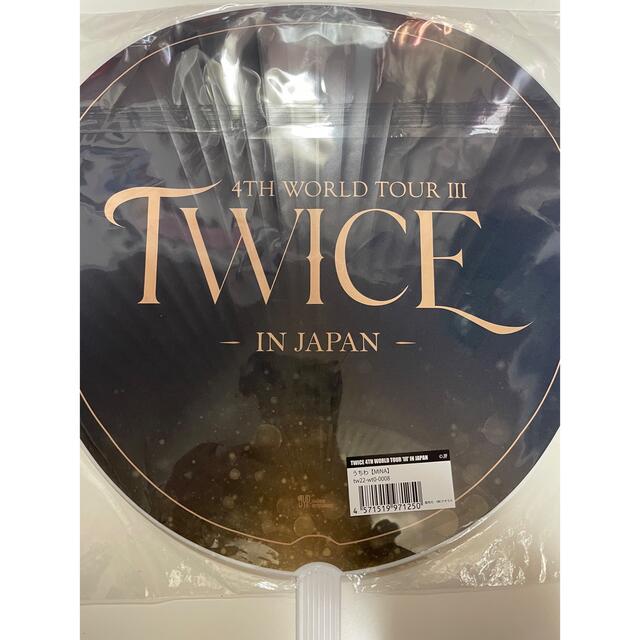 4TH WORLD TOUR III
TWICE
IN JAPAN
TWICE 4TH WORLD TOUR 'III' IN JAPAN
うちわ【MINA】
tw22-wt0-0008
4 571519 971250